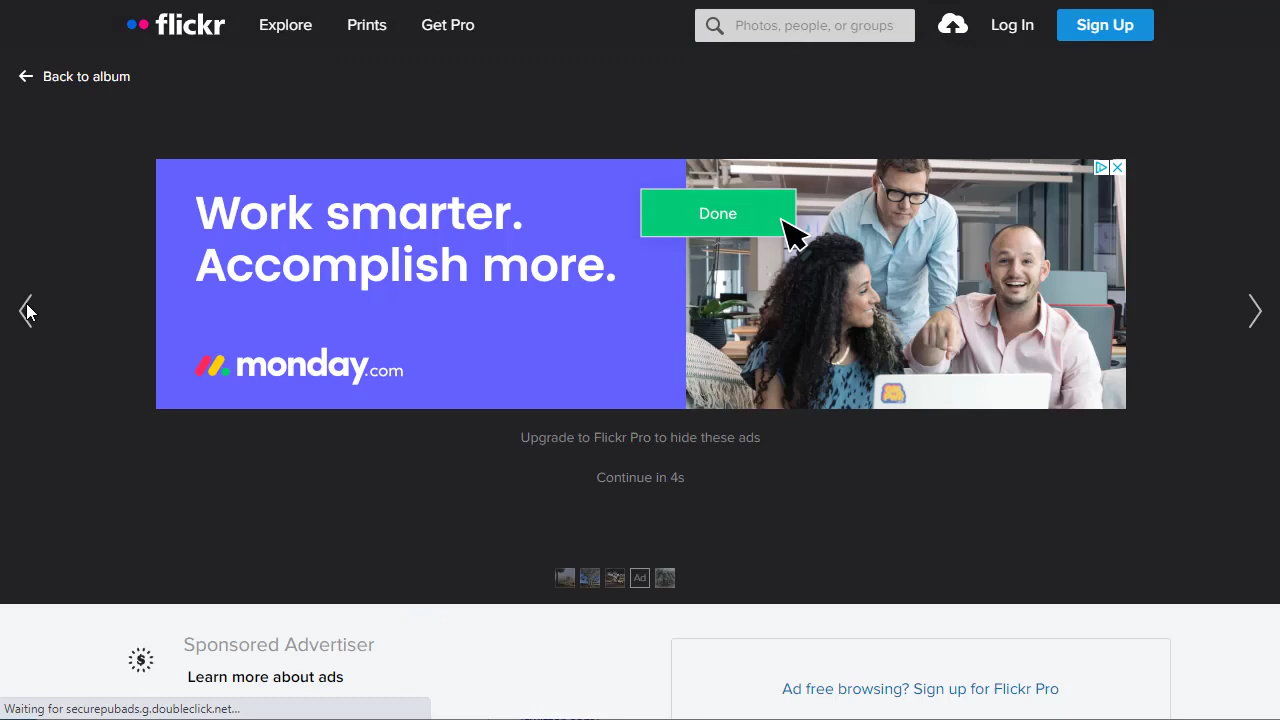 flickr
Explore
Prints
Get Pro
Photos, people, or groups
Log In
Sign Up
Back to album
Work smarter.
Accomplish more.
Done
monday.com
Upgrade to Flickr Pro to hide these ads
Continue in 4s
Ad
Sponsored Advertiser
$
Learn more about ads
Ad free browsing? Sign up for Flickr Pro
Waiting for securepubads.g.doubleclick.net...